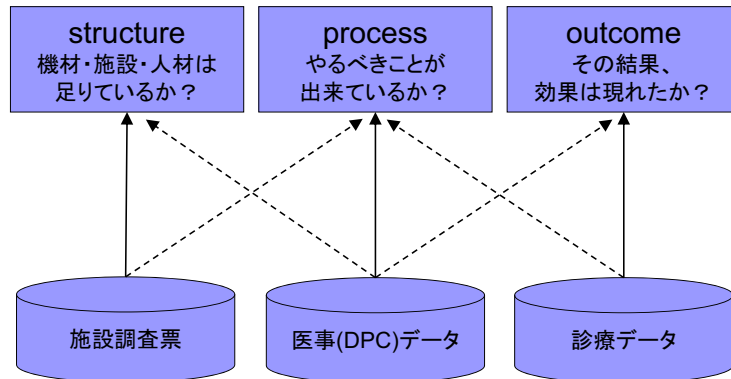 structure
機材・施設・人材は
足りているか？
process
やるべきことが
出来ているか？
outcome
その結果、
効果は現れたか？
施設調査票
医事(DPC)データ
診療データ